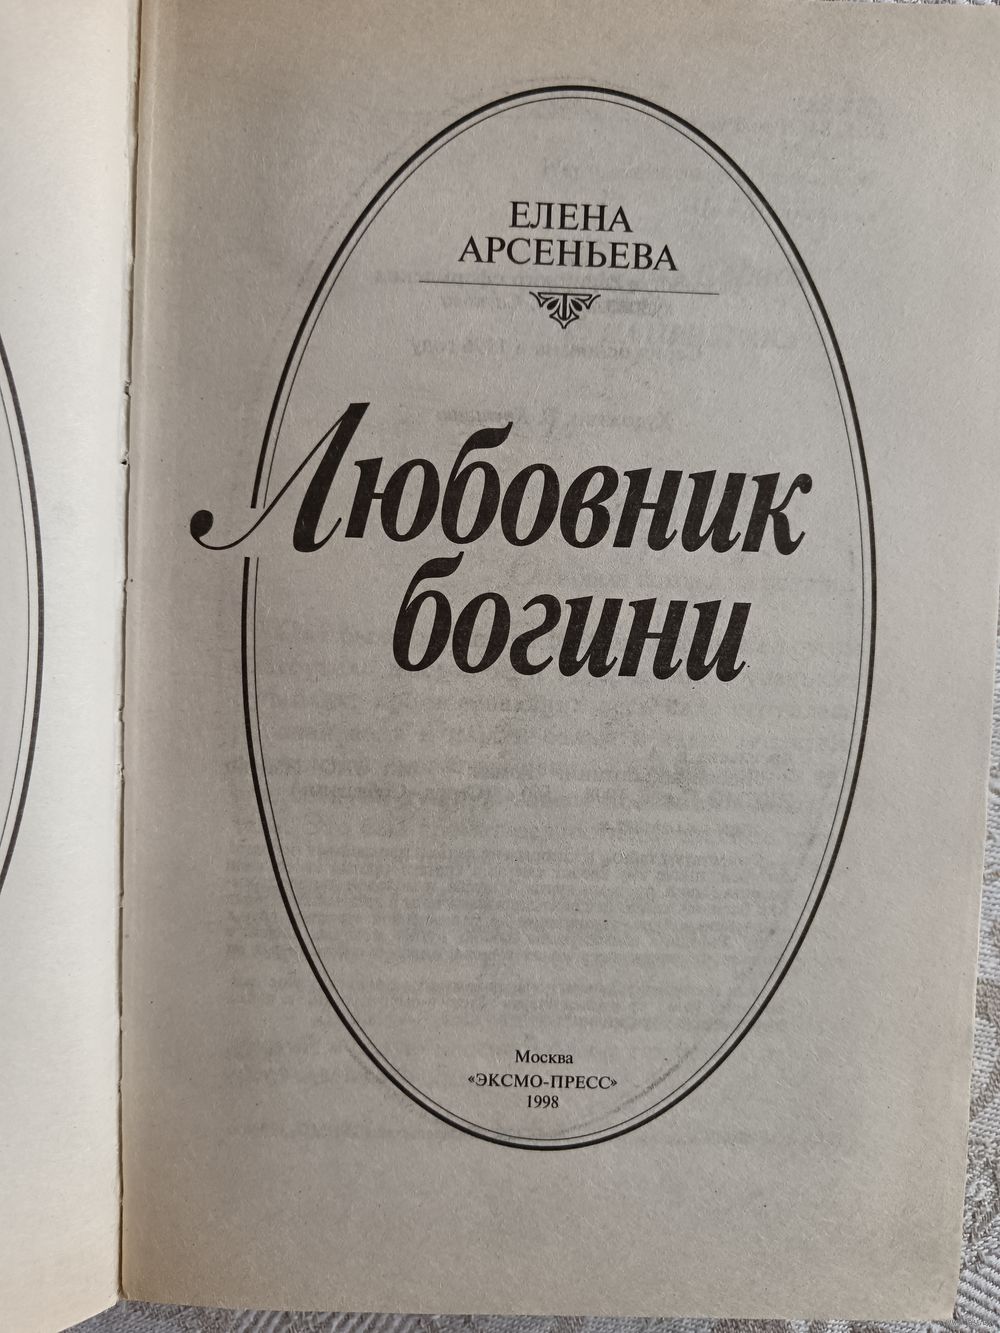 ЕЛЕНА
АРСЕНЬЕВА
Любовник
богини
Москва
«ЭКСМО-ПРЕСС»
1998